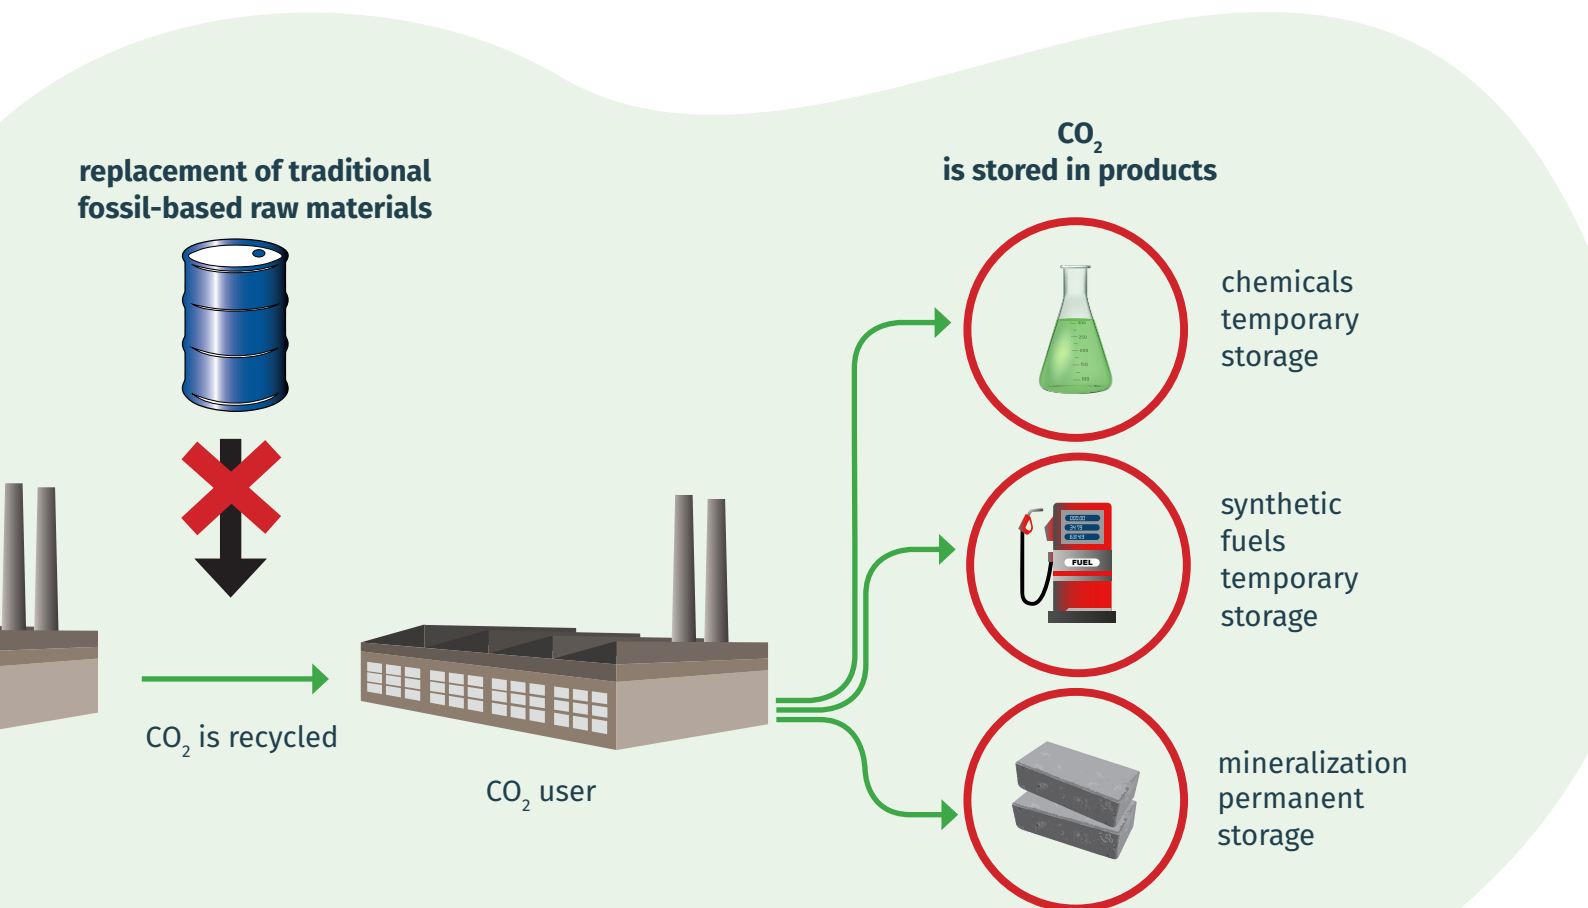 replacement of traditional
fossil-based raw materials
CO₂ is recycled
CO₂ user
CO₂
is stored in products
chemicals
temporary
storage
FUEL
synthetic
fuels
temporary
storage
mineralization
permanent
storage